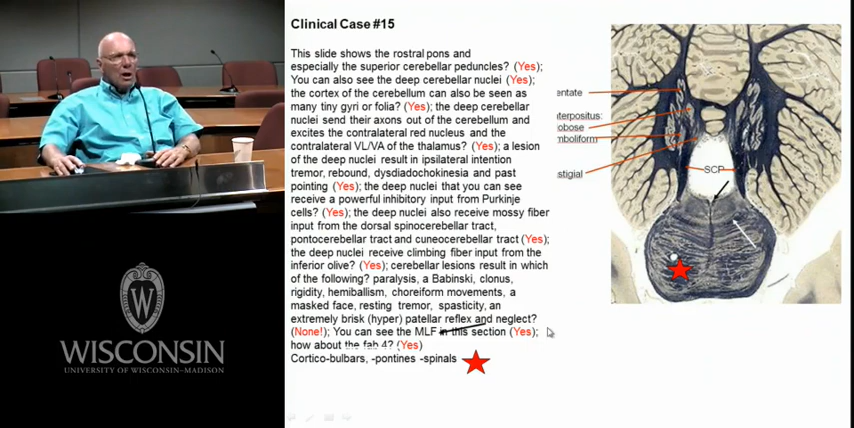 Clinical Case #15
This slide shows the rostral pons and
especially the superior cerebellar peduncles? (Yes);
You can also see the deep cerebellar nuclei (Yes);
the cortex of the cerebellum can also be seen as
many tiny gyri or folia? (Yes); the deep cerebellar
nuclei send their axons out of the cerebellum and
excites the contralateral red nucleus and the
contralateral VL/VA of the thalamus? (Yes); a lesion
of the deep nuclei result in ipsilateral intention
tremor, rebound, dysdiadochokinesia and past
pointing (Yes); the deep nuclei that you can see
receive a powerful inhibitory input from Purkinje
cells? (Yes); the deep nuclei also receive mossy fiber
input from the dorsal spinocerebellar tract,
pontocerebellar tract and cuneocerebellar tract (Yes);
the deep nuclei receive climbing fiber input from the
inferior olive? (Yes); cerebellar lesions result in which
of the following? paralysis, a Babinski, clonus,
rigidity, hemiballism, choreiform movements, a
masked face, resting tremor, spasticity, an
extremely brisk (hyper) patellar reflex and neglect?
(None!); You can see the MLF in this section (Yes);
how about the fab 4? (Yes)
Cortico-bulbars, -pontines -spinals
entate
terpositus:
obose
mboliform
stigial
SCP
W
WISCONSIN
UNIVERSITY OF WISCONSIN-MADISON